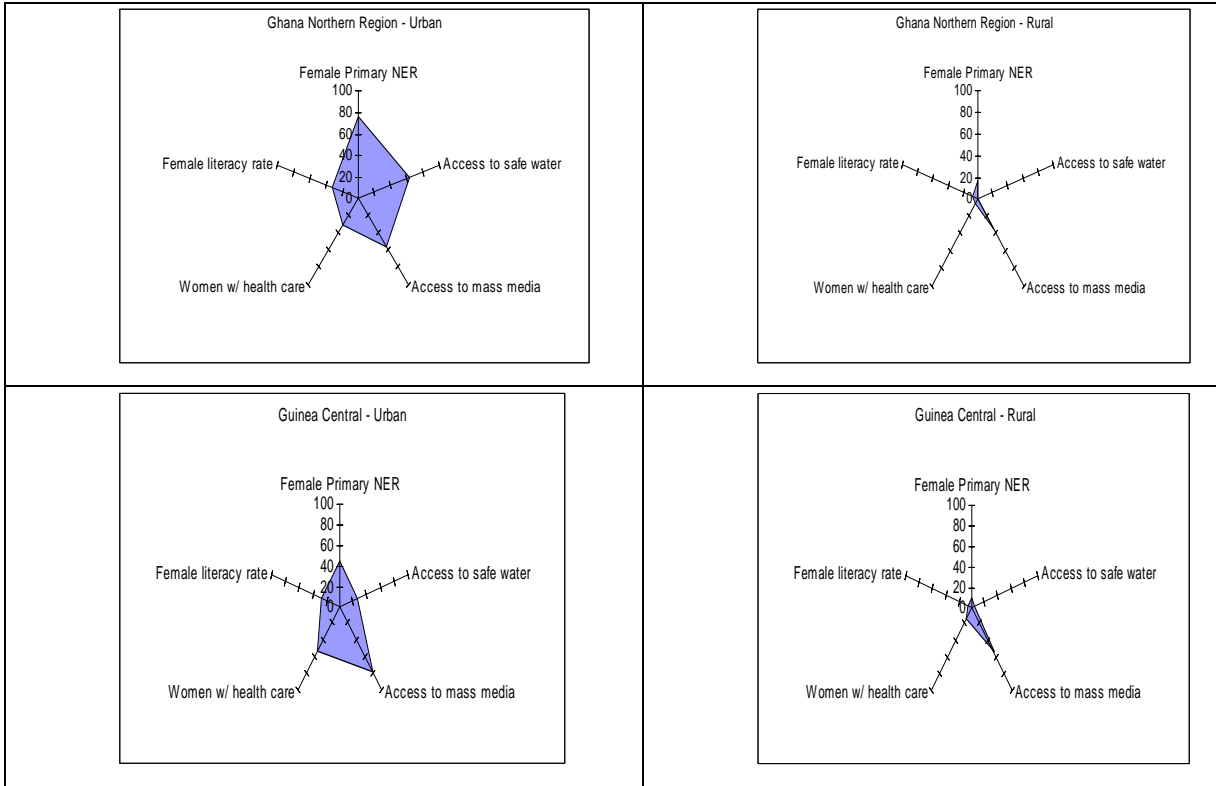 Ghana Northern Region - Urban
Female Primary NER
100
80
60
40
20
0
Female literacy rate
Access to safe water
Women w/ health care
Access to mass media
Ghana Northern Region - Rural
Female Primary NER
100
80
60
40
20
0
Female literacy rate
Access to safe water
Women w/ health care
Access to mass media
Guinea Central - Urban
Female Primary NER
100
80
60
40
20
0
Female literacy rate
Access to safe water
Women w/ health care
Access to mass media
Guinea Central - Rural
Female Primary NER
100
80
60
40
20
0
Female literacy rate
Access to safe water
Women w/ health care
Access to mass media